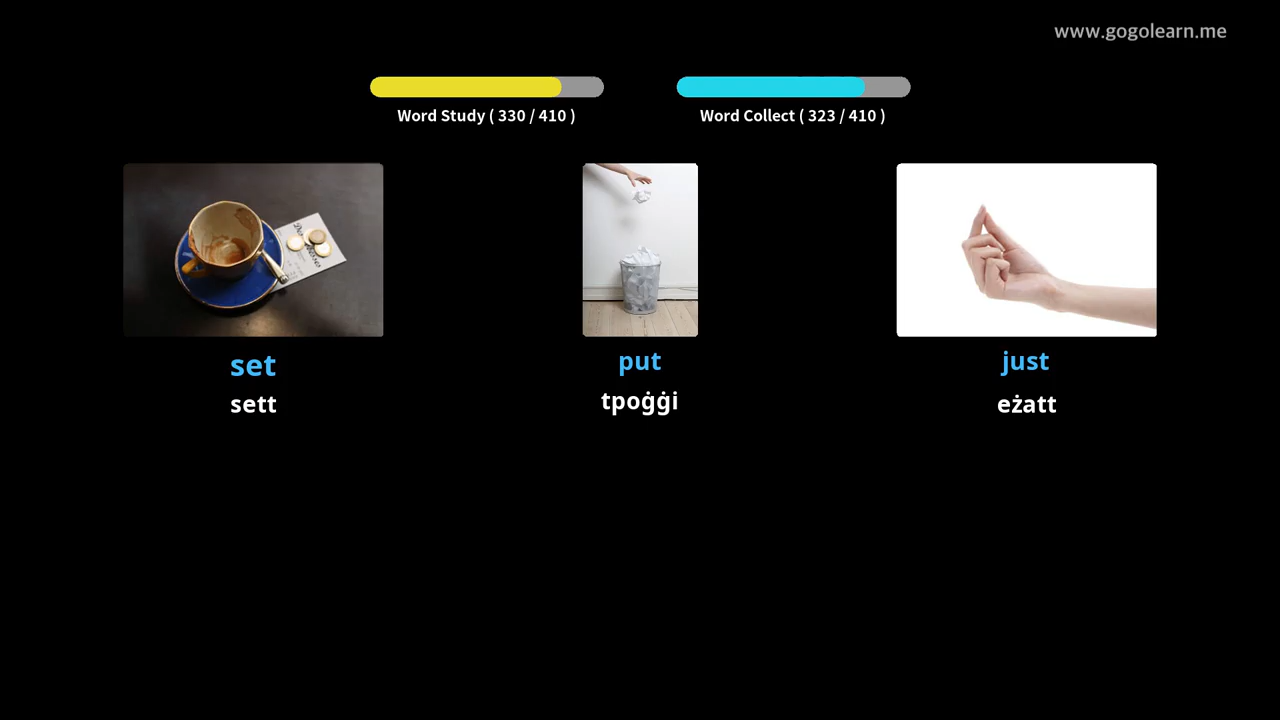 www.gogolearn.me
Word Study ( 330 / 410 )
Word Collect ( 323 / 410 )
set
put
just
sett
tpoġġi
eżatt